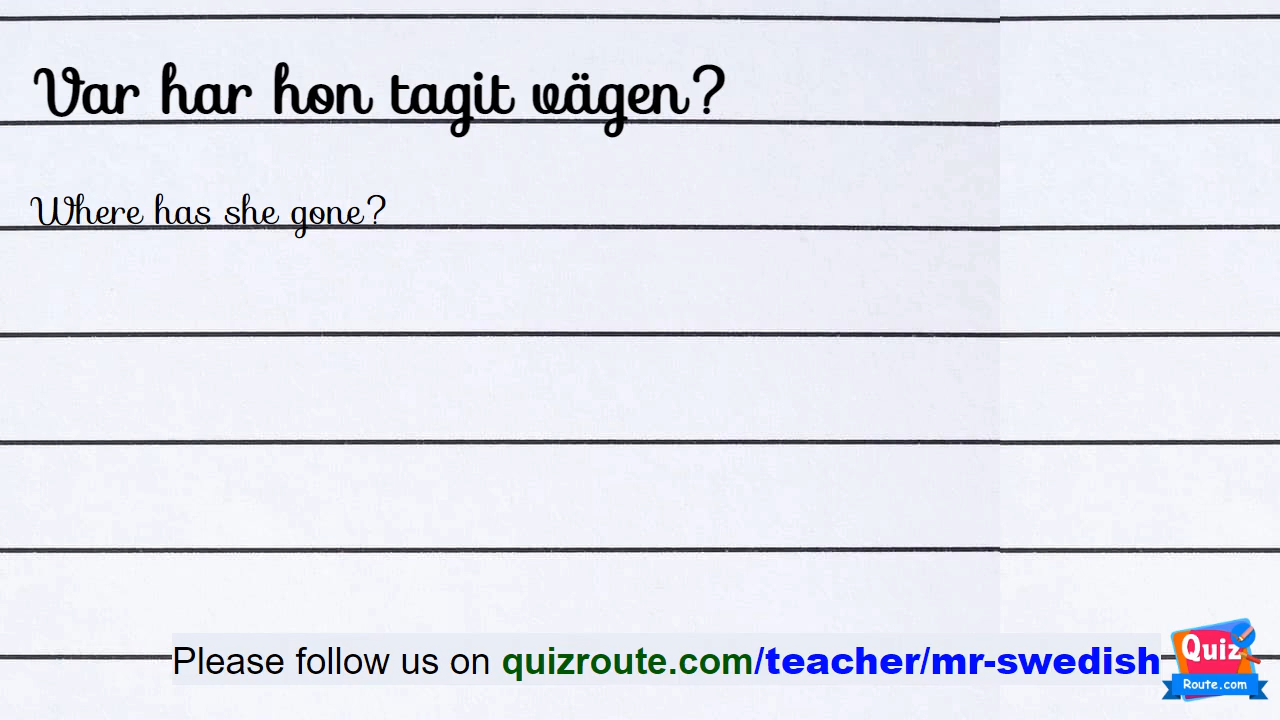 Var har hon tagit vägen?
Where has she gone?
Please follow us on quizroute.com/teacher/mr-swedish
Quiz
Route.com